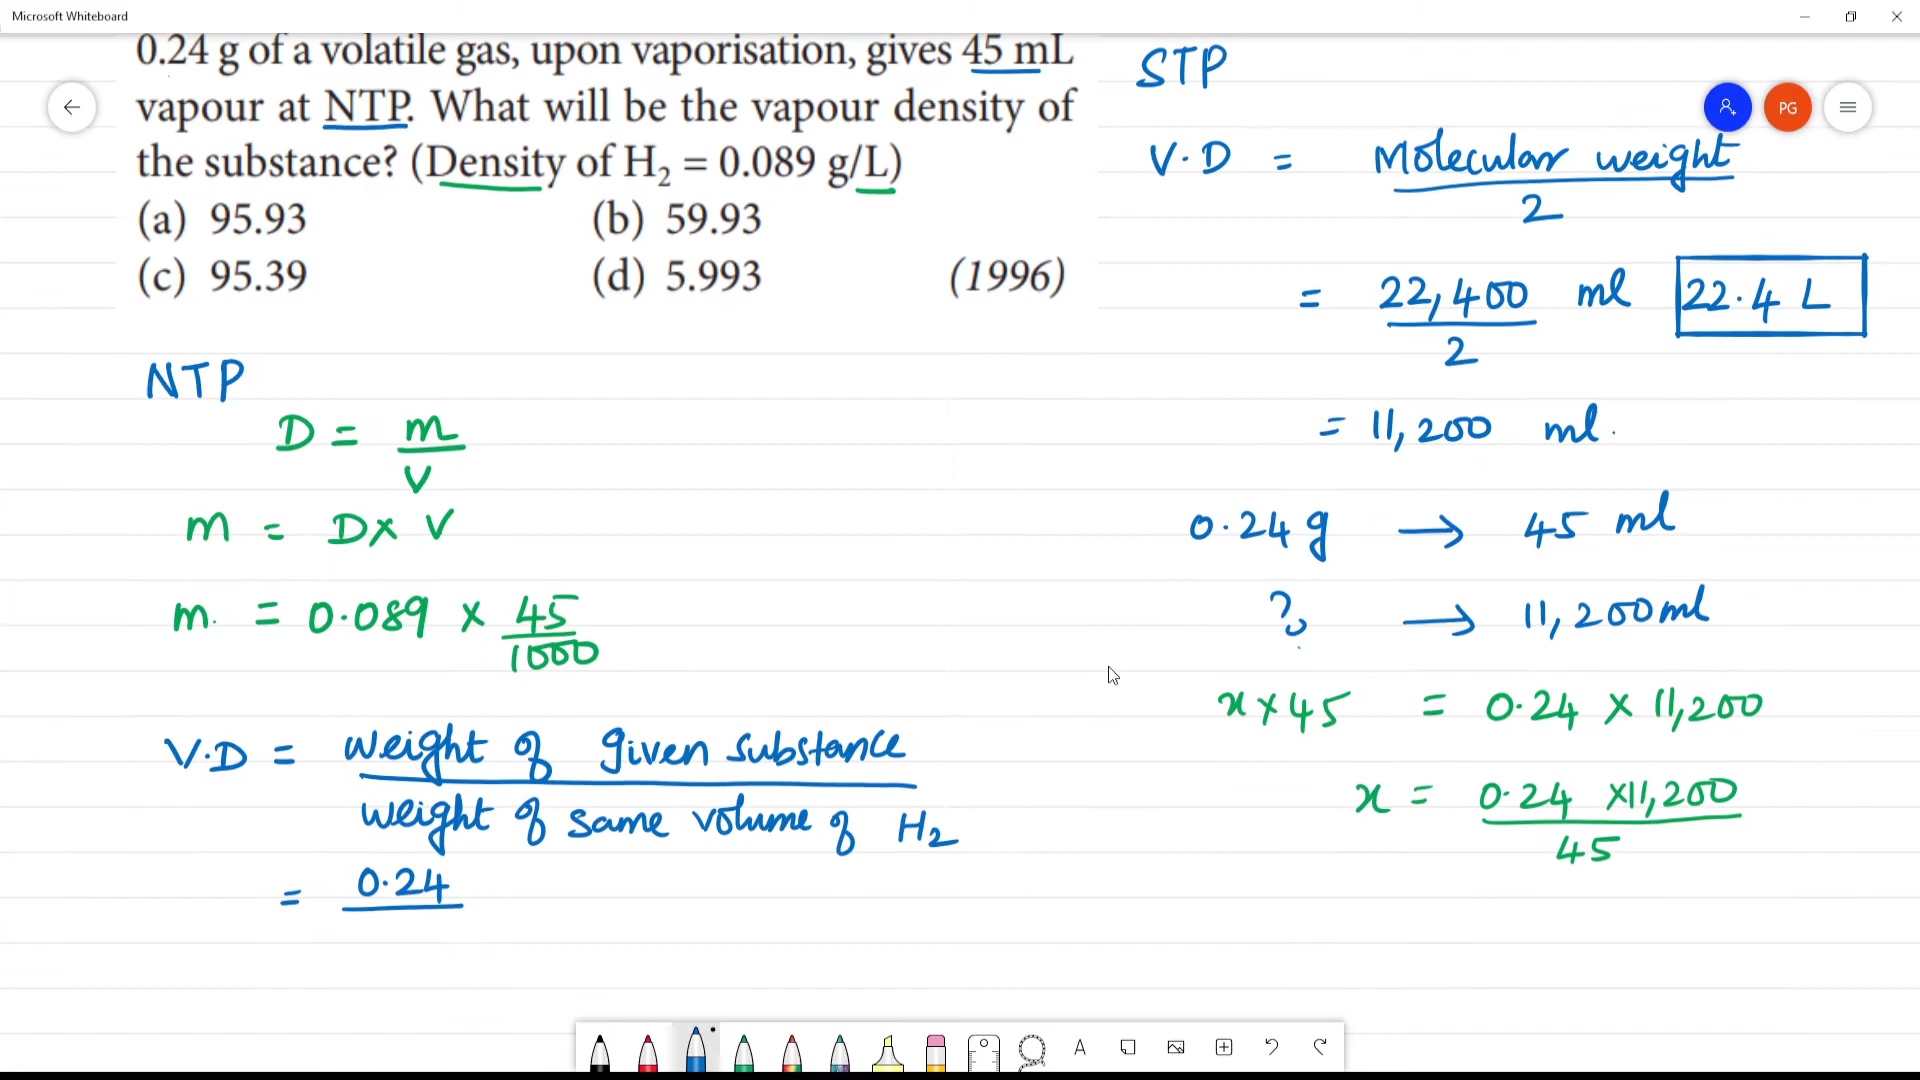 Microsoft Whiteboard
0.24 g of a volatile gas, upon vaporisation, gives 45 mL
vapour at NTP. What will be the vapour density of
the substance? (Density of H₂ = 0.089 g/L)
(a) 95.93 (b) 59.93
(c) 95.39 (d) 5.993 (1996)
NTP
D = m/V
m = D× V
m. = 0.089 × 45/1000
V.D = weight of given substance
weight of same volume of H₂
= 0.24
STP
PG
V.D = Molecular weight
2
= 22,400 ml 22.4 L
2
= 11,200 ml.
0.24 g → 45 ml
? → 11,200 ml
x × 45 = 0.24 × 11,200
x = 0.24 ×11,200
45
A